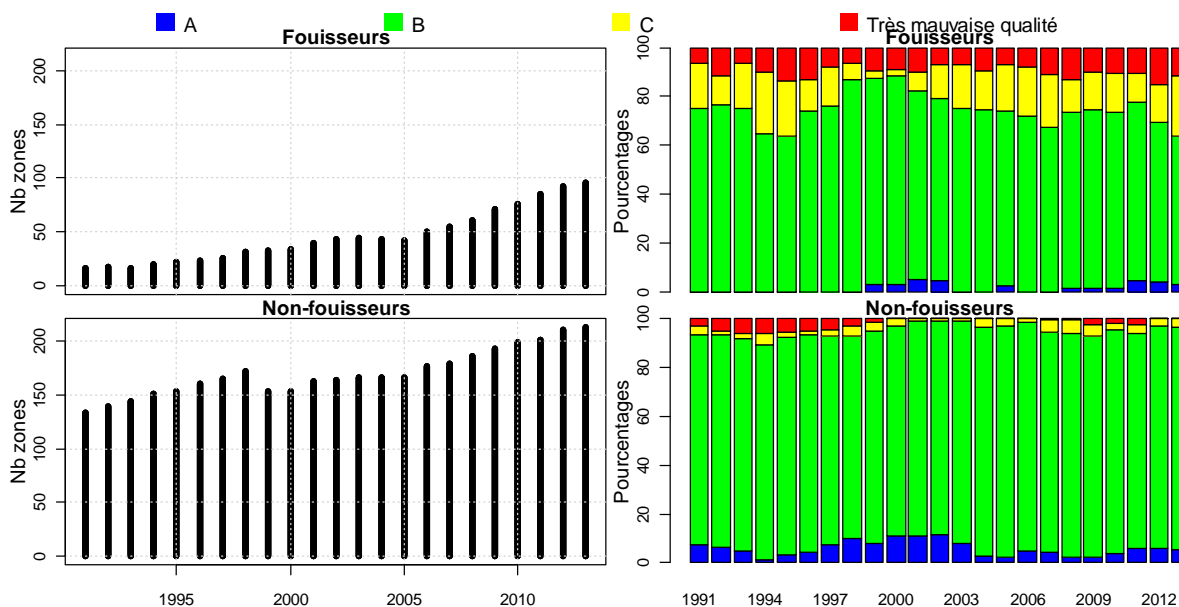 A B C Très mauvaise qualité
Fouisseurs
Nb zones
0 50 100 150 200
Fouisseurs
Pourcentages
0 20 40 60 80 100
Non-fouisseurs
Nb zones
0 50 100 150 200
1995 2000 2005 2010
Non-fouisseurs
Pourcentages
0 20 40 60 80 100
1991 1994 1997 2000 2003 2006 2009 2012